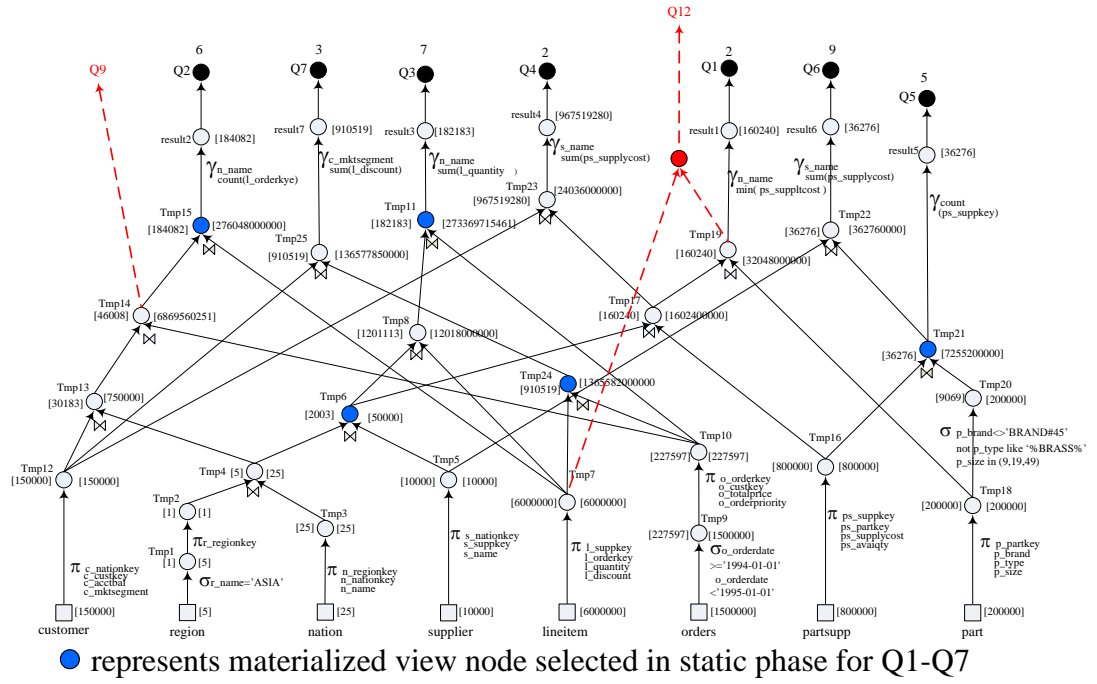 Q12
6
3
7
2
2
9
Q9
Q2
Q7
Q3
Q4
Q1
Q6
5
Q5
result2
[184082]
result7
[910519]
result3
[182183]
result4
[967519280]
result1
[160240]
result6
[36276]
result5
[36276]
γ n_name
count(l_orderkye)
γ c_mktsegment
sum(l_discount)
γ n_name
sum(l_quantity )
γ s_name
sum(ps_supplycost)
γ n_name
min( ps_suppltcost )
γ s_name
sum(ps_supplycost)
γ count
(ps_suppkey)
Tmp15
[184082]
[276048000000]
⋈
Tmp25
[910519]
[136577850000]
⋈
Tmp11
[182183]
[273369715461]
⋈
Tmp23
[967519280]
[24036000000]
⋈
Tmp19
[160240]
[32048000000]
⋈
Tmp22
[36276]
[362760000]
⋈
Tmp14
[46008]
[6869560251]
⋈
Tmp8
[1201113]
[12018000000]
⋈
Tmp17
[160240]
[1602400000]
⋈
Tmp21
[36276]
[7255200000]
⋈
Tmp13
[30183]
[750000]
⋈
Tmp6
[2003]
[50000]
⋈
Tmp24
[910519]
[1365582000000
⋈
Tmp20
[9069]
[200000]
σ p_brand<>'BRAND#45'
not p_type like '%BRASS%'
p_size in (9,19,49)
Tmp12
[150000]
[150000]
Tmp4
[5]
[25]
⋈
Tmp5
[10000]
[10000]
Tmp7
[6000000]
[6000000]
Tmp10
[227597]
[227597]
Tmp16
[800000]
[800000]
Tmp18
[200000]
[200000]
Tmp2
[1]
[1]
Tmp3
[25]
[25]
π o_orderkey
o_custkey
o_totalprice
o_orderpriority
Tmp9
[227597]
[1500000]
π r_regionkey
Tmp1
[1]
[5]
π c_nationkey
c_custkey
c_acctbal
c_mktsegment
σ r_name='ASIA'
π n_regionkey
n_nationkey
n_name
π s_nationkey
s_suppkey
s_name
π l_suppkey
l_orderkey
l_quantity
l_discount
σ o_orderdate
>='1994-01-01'
o_orderdate
<'1995-01-01'
π ps_suppkey
ps_partkey
ps_supplycost
ps_avaiqty
π p_partkey
p_brand
p_type
p_size
[150000]
[5]
[25]
[10000]
[6000000]
[1500000]
[800000]
[200000]
customer
region
nation
supplier
lineitem
orders
partsupp
part
represents materialized view node selected in static phase for Q1-Q7